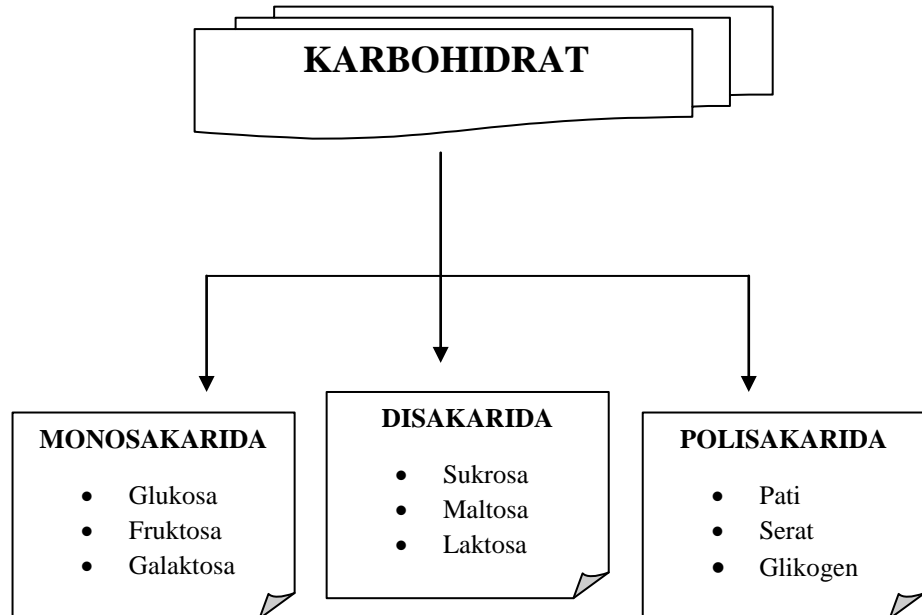 KARBOHIDRAT
MONOSAKARIDA
• Glukosa
• Fruktosa
• Galaktosa
DISAKARIDA
• Sukrosa
• Maltosa
• Laktosa
POLISAKARIDA
• Pati
• Serat
• Glikogen